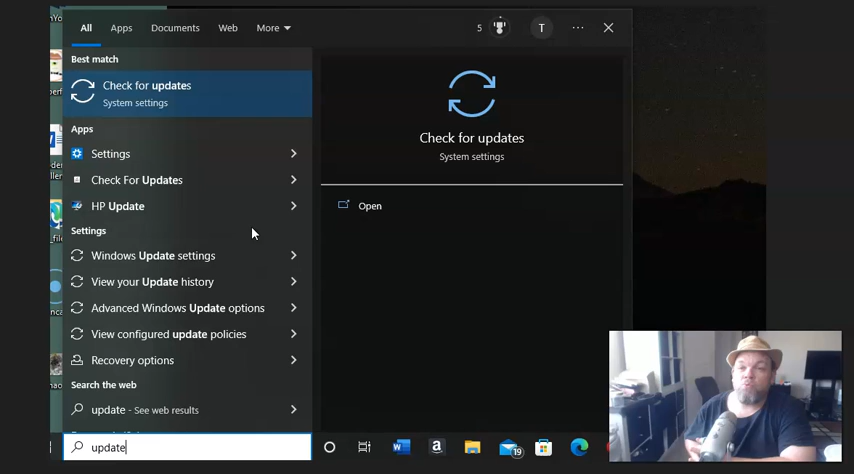 All Apps Documents Web More 5 T
Best match
Check for updates
System settings
Apps
Settings
Check For Updates
HP Update
Settings
Windows Update settings
View your Update history
Advanced Windows Update options
View configured update policies
Recovery options
Search the web
update - See web results
update
Check for updates
System settings
Open
W a 19